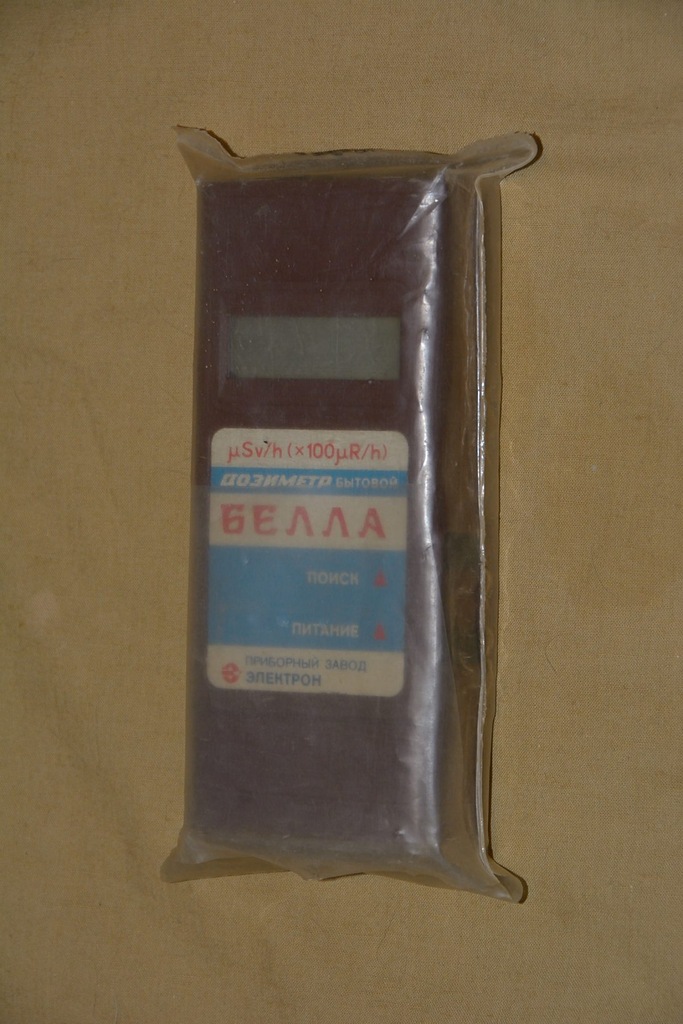 μSv/h (×100μR/h)
ДОЗИМЕТР БЫТОВОЙ
БЕЛЛА
ПОИСК
ПИТАНИЕ
ПРИБОРНЫЙ ЗАВОД
ЭЛЕКТРОН